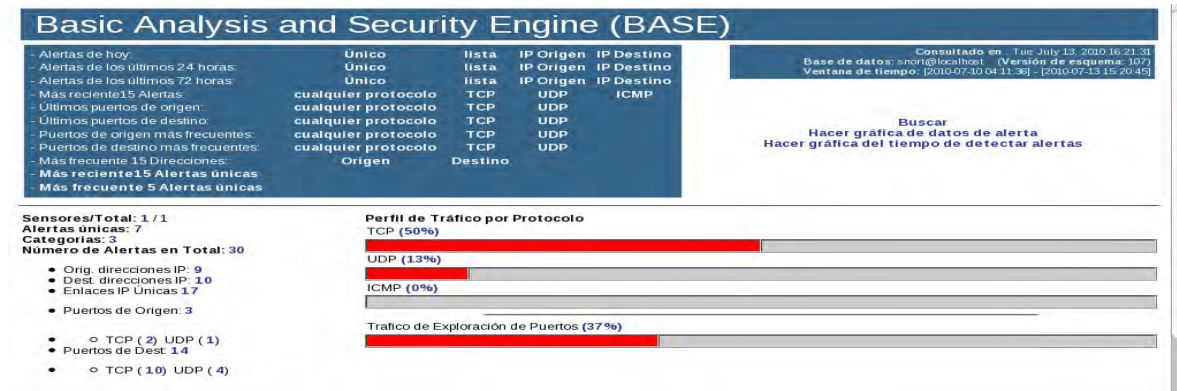 Basic Analysis and Security Engine (BASE)
- Alertas de hoy: Único lista IP Origen IP Destino
- Alertas de los últimos 24 horas: Único lista IP Origen IP Destino
- Alertas de los últimos 72 horas: Único lista IP Origen IP Destino
- Más reciente15 Alertas: cualquier protocolo TCP UDP ICMP
- Últimos puertos de origen: cualquier protocolo TCP UDP
- Últimos puertos de destino: cualquier protocolo TCP UDP
- Puertos de origen más frecuentes: cualquier protocolo TCP UDP
- Puertos de destino más frecuentes: cualquier protocolo TCP UDP
- Más frecuente 15 Direcciones: Origen Destino
- Más reciente15 Alertas únicas
- Más frecuente 5 Alertas únicas
Consultado en : Tue July 13, 2010 16:21:31
Base de datos: snort@localhost (Versión de esquema: 107)
Ventana de tiempo: [2010-07-10 04:11:36] - [2010-07-13 15:20:45]
Buscar
Hacer gráfica de datos de alerta
Hacer gráfica del tiempo de detectar alertas
Sensores/Total: 1 / 1
Alertas únicas: 7
Categorias: 3
Número de Alertas en Total: 30
Orig. direcciones IP: 9
Dest. direcciones IP: 10
Enlaces IP Únicas 17
Puertos de Origen: 3
TCP ( 2) UDP ( 1)
Puertos de Dest: 14
TCP ( 10) UDP ( 4)
Perfil de Tráfico por Protocolo
TCP (50%)
UDP (13%)
ICMP (0%)
Trafico de Exploración de Puertos (37%)